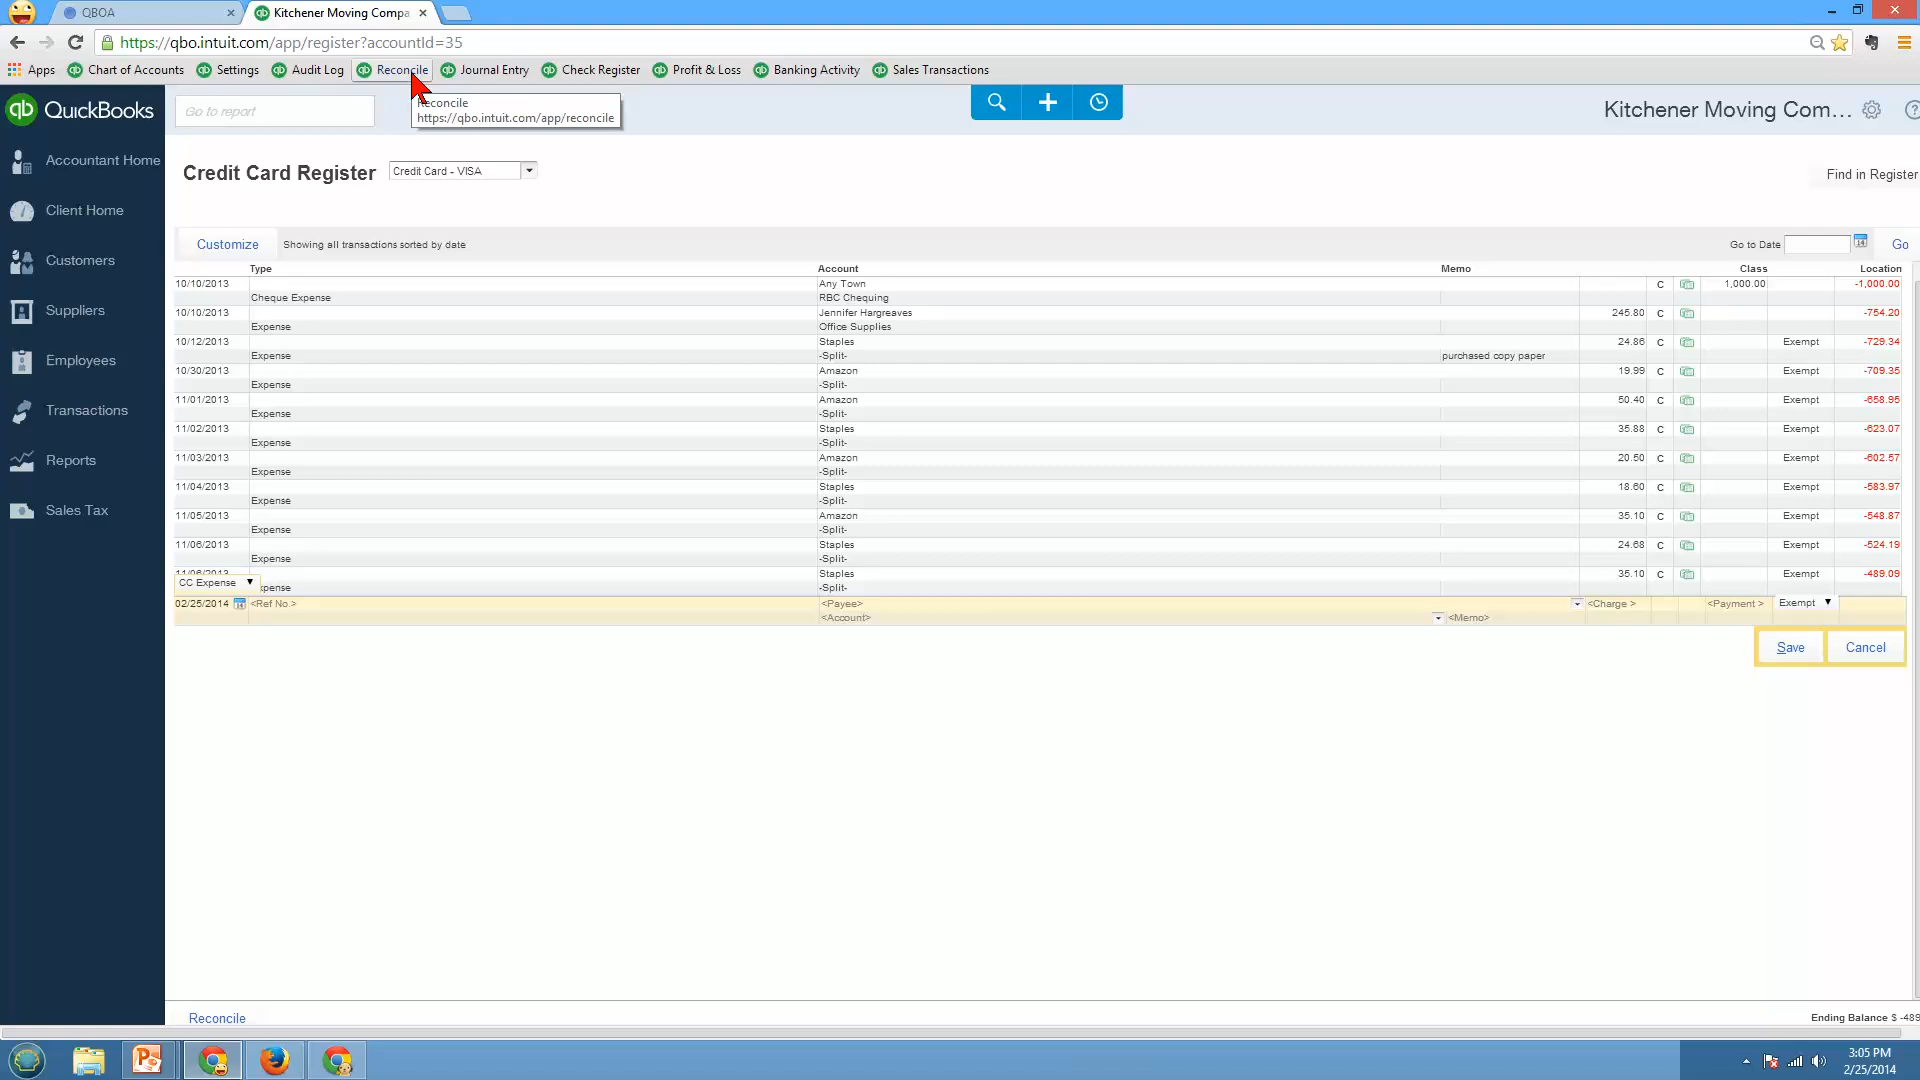 QBOA
Kitchener Moving Compa
https://qbo.intuit.com/app/register?accountId=35
Apps Chart of Accounts Settings Audit Log Reconcile Journal Entry Check Register Profit & Loss Banking Activity Sales Transactions
Reconcile
https://qbo.intuit.com/app/reconcile
qb QuickBooks
Go to report
Kitchener Moving Com...
Accountant Home
Client Home
Customers
Suppliers
Employees
Transactions
Reports
Sales Tax
Credit Card Register Credit Card - VISA
Find in Register
Customize Showing all transactions sorted by date Go to Date Go
Type Account Memo Class Location
10/10/2013 Any Town C 1,000.00 -1,000.00
Cheque Expense RBC Chequing
10/10/2013 Jennifer Hargreaves 245.80 C -754.20
Expense Office Supplies
10/12/2013 Staples 24.86 C Exempt -729.34
Expense -Split- purchased copy paper
10/30/2013 Amazon 19.99 C Exempt -709.35
Expense -Split-
11/01/2013 Amazon 50.40 C Exempt -658.95
Expense -Split-
11/02/2013 Staples 35.88 C Exempt -623.07
Expense -Split-
11/03/2013 Amazon 20.50 C Exempt -602.57
Expense -Split-
11/04/2013 Staples 18.60 C Exempt -583.97
Expense -Split-
11/05/2013 Amazon 35.10 C Exempt -548.87
Expense -Split-
11/06/2013 Staples 24.68 C Exempt -524.19
Expense -Split-
11/06/2013 Staples 35.10 C Exempt -489.09
CC Expense xpense -Split-
02/25/2014 <Ref No.> <Payee> <Charge > <Payment > Exempt
<Account> <Memo>
Save Cancel
Reconcile
Ending Balance $ -489
3:05 PM
2/25/2014